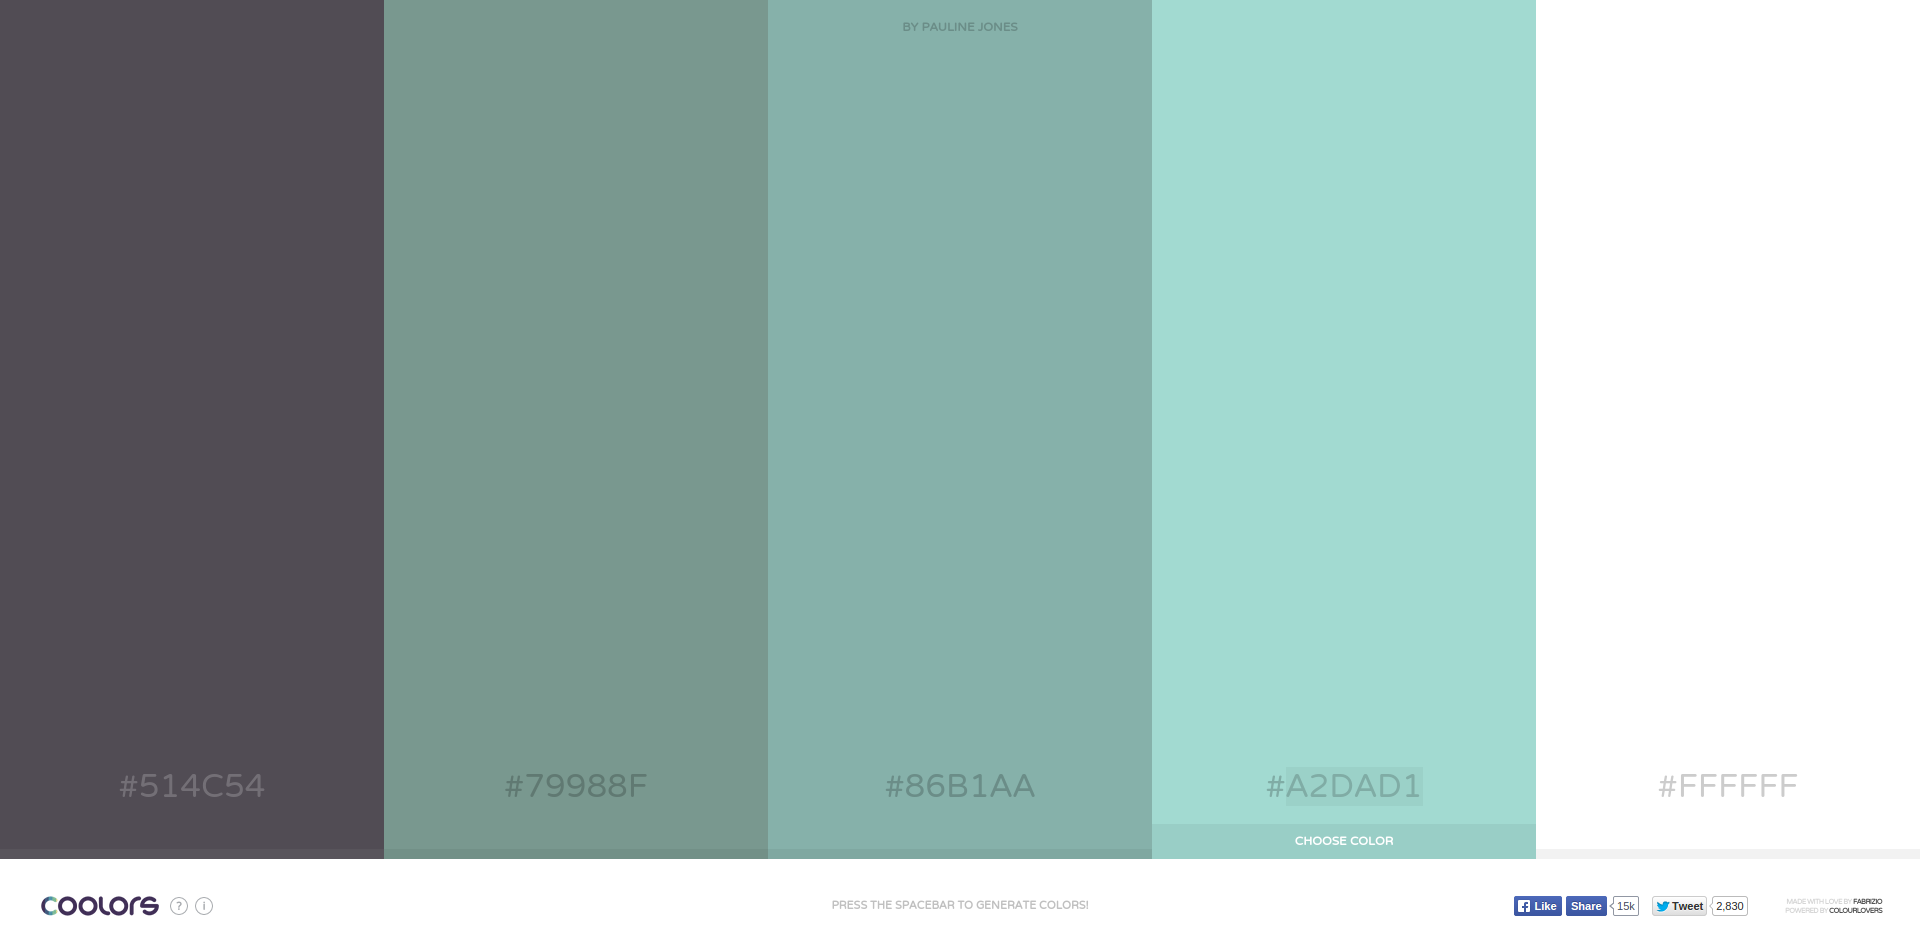 BY PAULINE JONES
#514C54
#79988F
#86B1AA
#A2DAD1
#FFFFFF
CHOOSE COLOR
COOLORS
?
i
PRESS THE SPACEBAR TO GENERATE COLORS!
Like
Share
15k
Tweet
2,830
MADE WITH LOVE BY FABRIZIO
POWERED BY COLOURLOVERS